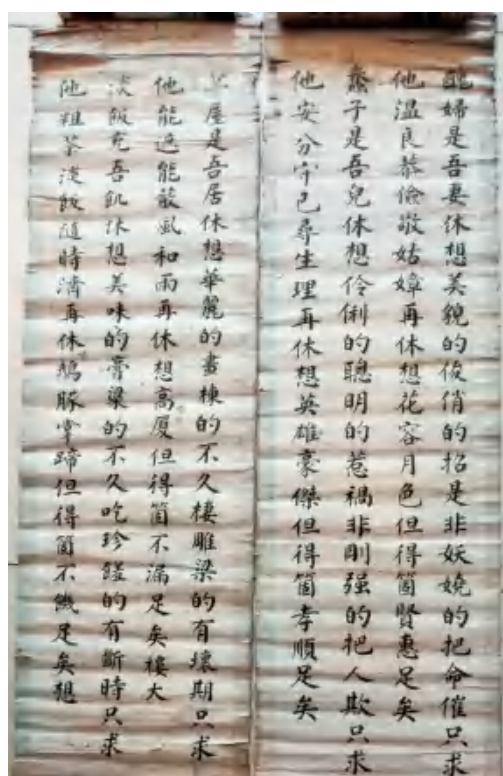 醜婦是吾妻休想美貌的俊俏的招是非妖嬈的把命催只求
他溫良恭儉敬姑嫜再休想花容月色但得箇賢惠足矣
蠢子是吾兒休想伶俐的聰明的惹禍非剛强的把人欺只求
他安分守己尋生理再休想英雄豪傑但得箇孝順足矣
屋是吾居休想華麗的畫棟的不久棲雕梁的有壞期只求
他能遮能蔽風和雨再休想高厦但得箇不漏足矣樓大
淡飯充吾飢休想美味的膏粱的不久吃珍饈的有斷時只求
他粗茶淡飯隨時濟再休鵝豚掌蹄但得箇不饑足矣想